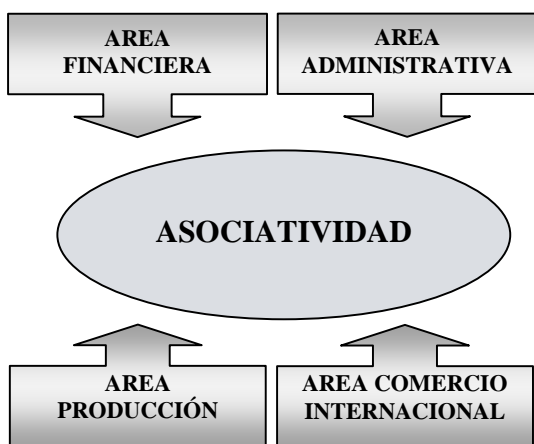 AREA
FINANCIERA
AREA
ADMINISTRATIVA
ASOCIATIVIDAD
AREA
PRODUCCIÓN
AREA COMERCIO
INTERNACIONAL